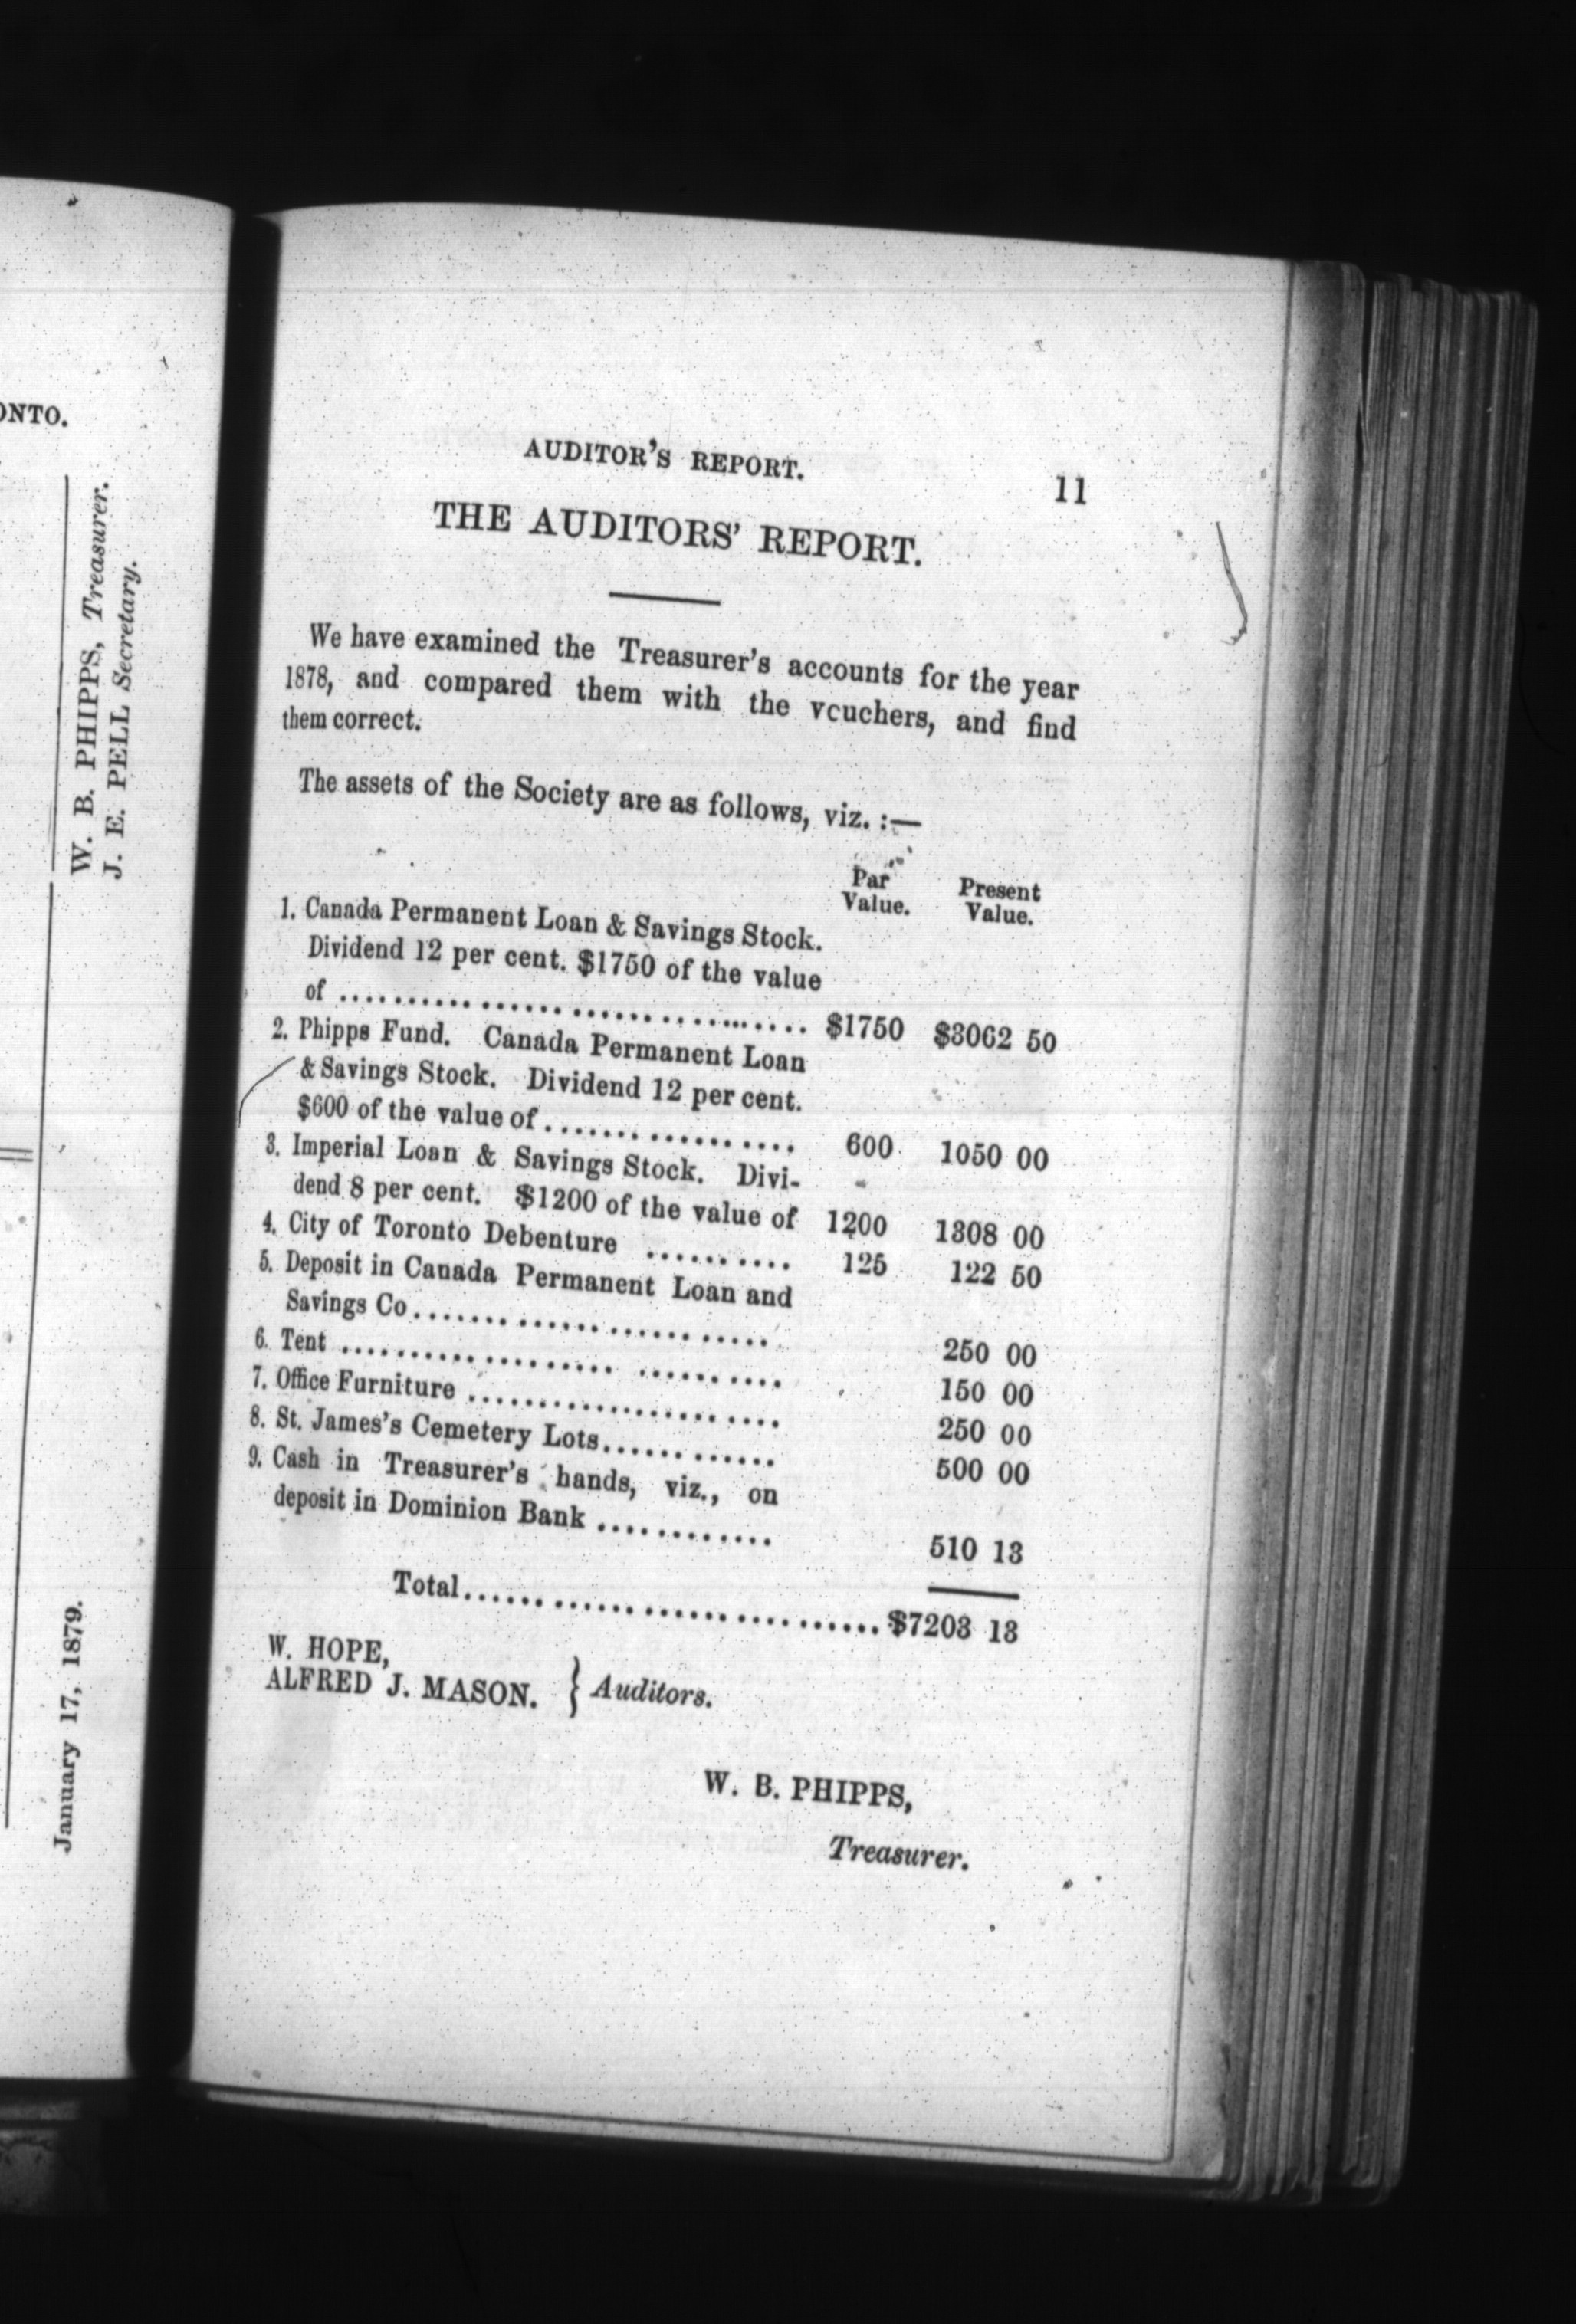 ONTO.
W. B. PHIPPS, Treasurer.
J. E. PELL Secretary.
January 17, 1879.
AUDITOR'S REPORT.
11
THE AUDITORS' REPORT.
We have examined the Treasurer's accounts for the year
1878, and compared them with the vcuchers, and find
them correct.
The assets of the Society are as follows, viz. :—
Par Present
Value. Value.
1. Canada Permanent Loan & Savings Stock.
Dividend 12 per cent. $1750 of the value
of .................................... $1750 $3062 50
2. Phipps Fund. Canada Permanent Loan
& Savings Stock. Dividend 12 per cent.
$600 of the value of .................. 600 1050 00
3. Imperial Loan & Savings Stock. Divi-
dend 8 per cent. $1200 of the value of 1200 1308 00
4. City of Toronto Debenture .......... 125 122 50
5. Deposit in Canada Permanent Loan and
Savings Co........................... 250 00
6. Tent ................................ 150 00
7. Office Furniture ...................... 250 00
8. St. James's Cemetery Lots............. 500 00
9. Cash in Treasurer's hands, viz., on
deposit in Dominion Bank ............ 510 13
Total.................................. $7203 13
W. HOPE,
ALFRED J. MASON. } Auditors.
W. B. PHIPPS,
Treasurer.